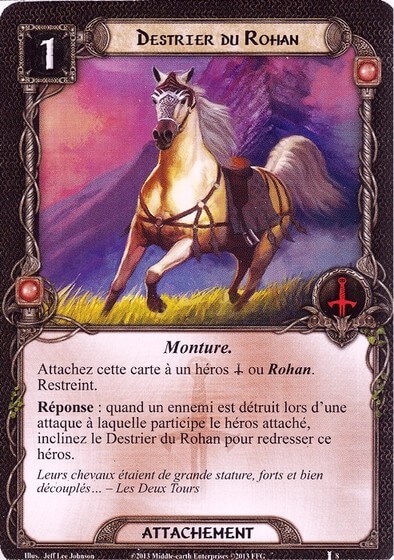 1
DESTRIER DU ROHAN
Monture.
Attachez cette carte à un héros ou Rohan.
Restreint.
Réponse : quand un ennemi est détruit lors d'une
attaque à laquelle participe le héros attaché,
inclinez le Destrier du Rohan pour redresser ce
héros.
Leurs chevaux étaient de grande stature, forts et bien
découplés... – Les Deux Tours
ATTACHEMENT
Illus. Jeff Lee Johnson
©2013 Middle-earth Enterprises ©2013 FFG
8